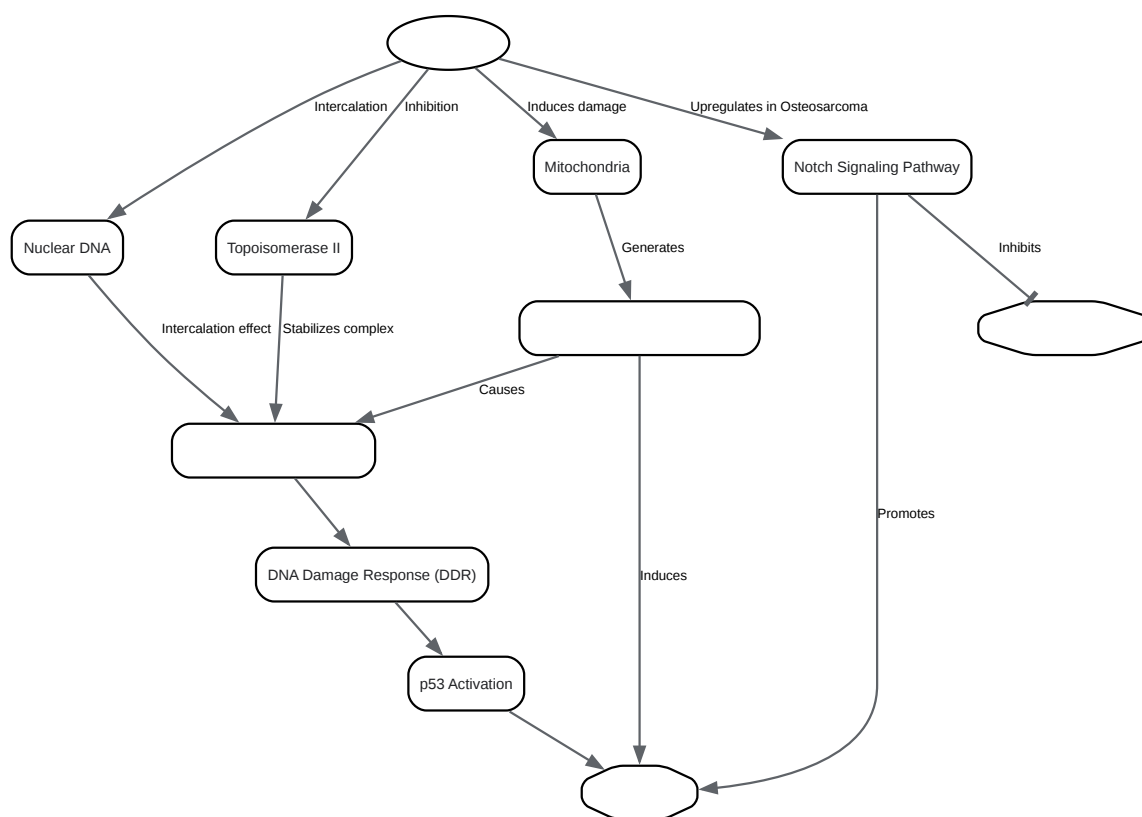 Intercalation
Inhibition
Induces damage
Upregulates in Osteosarcoma
Mitochondria
Notch Signaling Pathway
Nuclear DNA
Topoisomerase II
Generates
Inhibits
Intercalation effect
Stabilizes complex
Causes
Promotes
DNA Damage Response (DDR)
Induces
p53 Activation